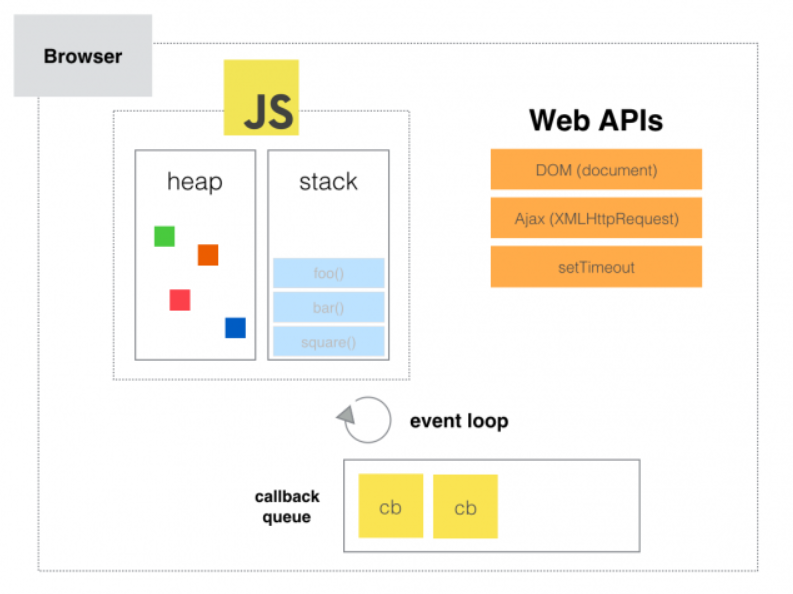 Browser
JS
heap
stack
foo()
bar()
square()
Web APIs
DOM (document)
Ajax (XMLHttpRequest)
setTimeout
event loop
callback
queue
cb
cb